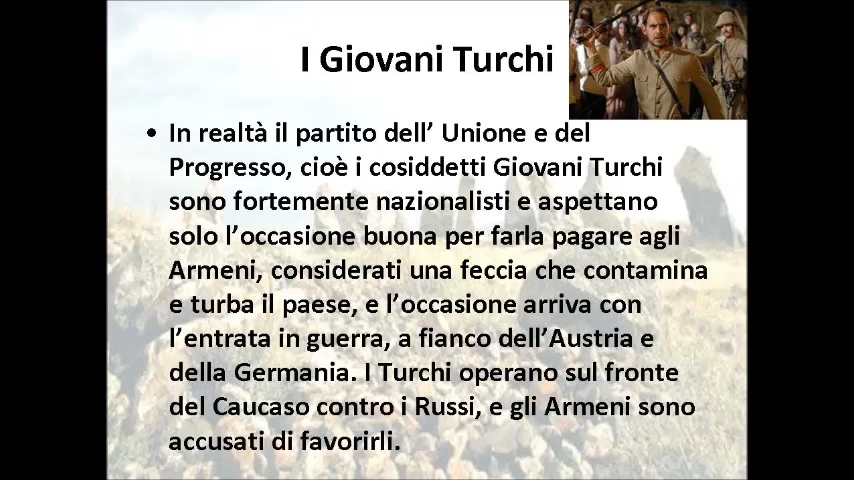 I Giovani Turchi
• In realtà il partito dell’ Unione e del
Progresso, cioè i cosiddetti Giovani Turchi
sono fortemente nazionalisti e aspettano
solo l’occasione buona per farla pagare agli
Armeni, considerati una feccia che contamina
e turba il paese, e l’occasione arriva con
l’entrata in guerra, a fianco dell’Austria e
della Germania. I Turchi operano sul fronte
del Caucaso contro i Russi, e gli Armeni sono
accusati di favorirli.